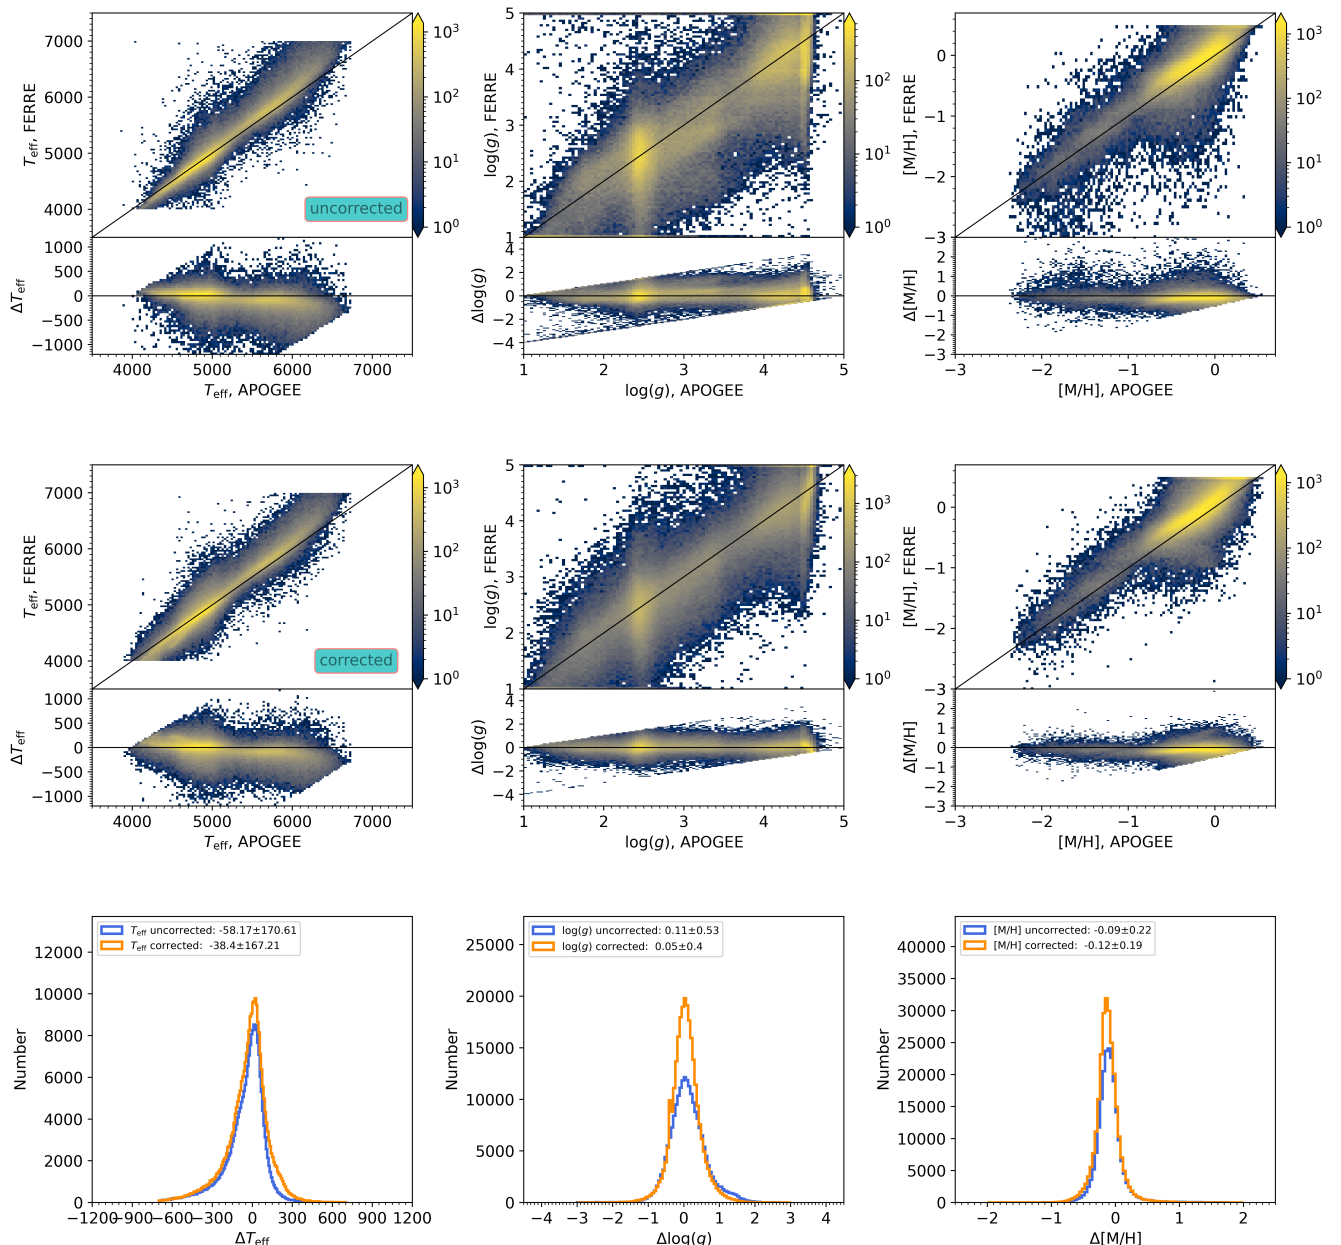 7000
6000
5000
4000
T_eff, FERRE
uncorrected
10^3
10^2
10^1
10^0
1000
500
0
−500
−1000
ΔT_eff
4000 5000 6000 7000
T_eff, APOGEE
5
4
3
2
1
log(g), FERRE
10^2
10^1
10^0
4
2
0
−2
−4
Δlog(g)
1 2 3 4 5
log(g), APOGEE
0
−1
−2
−3
[M/H], FERRE
10^3
10^2
10^1
10^0
2
1
0
−1
−2
−3
Δ[M/H]
−3 −2 −1 0
[M/H], APOGEE
7000
6000
5000
4000
T_eff, FERRE
corrected
10^3
10^2
10^1
10^0
1000
500
0
−500
−1000
ΔT_eff
4000 5000 6000 7000
T_eff, APOGEE
5
4
3
2
1
log(g), FERRE
10^3
10^2
10^1
10^0
4
2
0
−2
−4
Δlog(g)
1 2 3 4 5
log(g), APOGEE
0
−1
−2
−3
[M/H], FERRE
10^3
10^2
10^1
10^0
2
1
0
−1
−2
−3
Δ[M/H]
−3 −2 −1 0
[M/H], APOGEE
T_eff uncorrected: -58.17±170.61
T_eff corrected: -38.4±167.21
12000
10000
8000
6000
4000
2000
0
Number
−1200 −900 −600 −300 0 300 600 900 1200
ΔT_eff
log(g) uncorrected: 0.11±0.53
log(g) corrected: 0.05±0.4
25000
20000
15000
10000
5000
0
Number
−4 −3 −2 −1 0 1 2 3 4
Δlog(g)
[M/H] uncorrected: -0.09±0.22
[M/H] corrected: -0.12±0.19
40000
35000
30000
25000
20000
15000
10000
5000
0
Number
−2 −1 0 1 2
Δ[M/H]